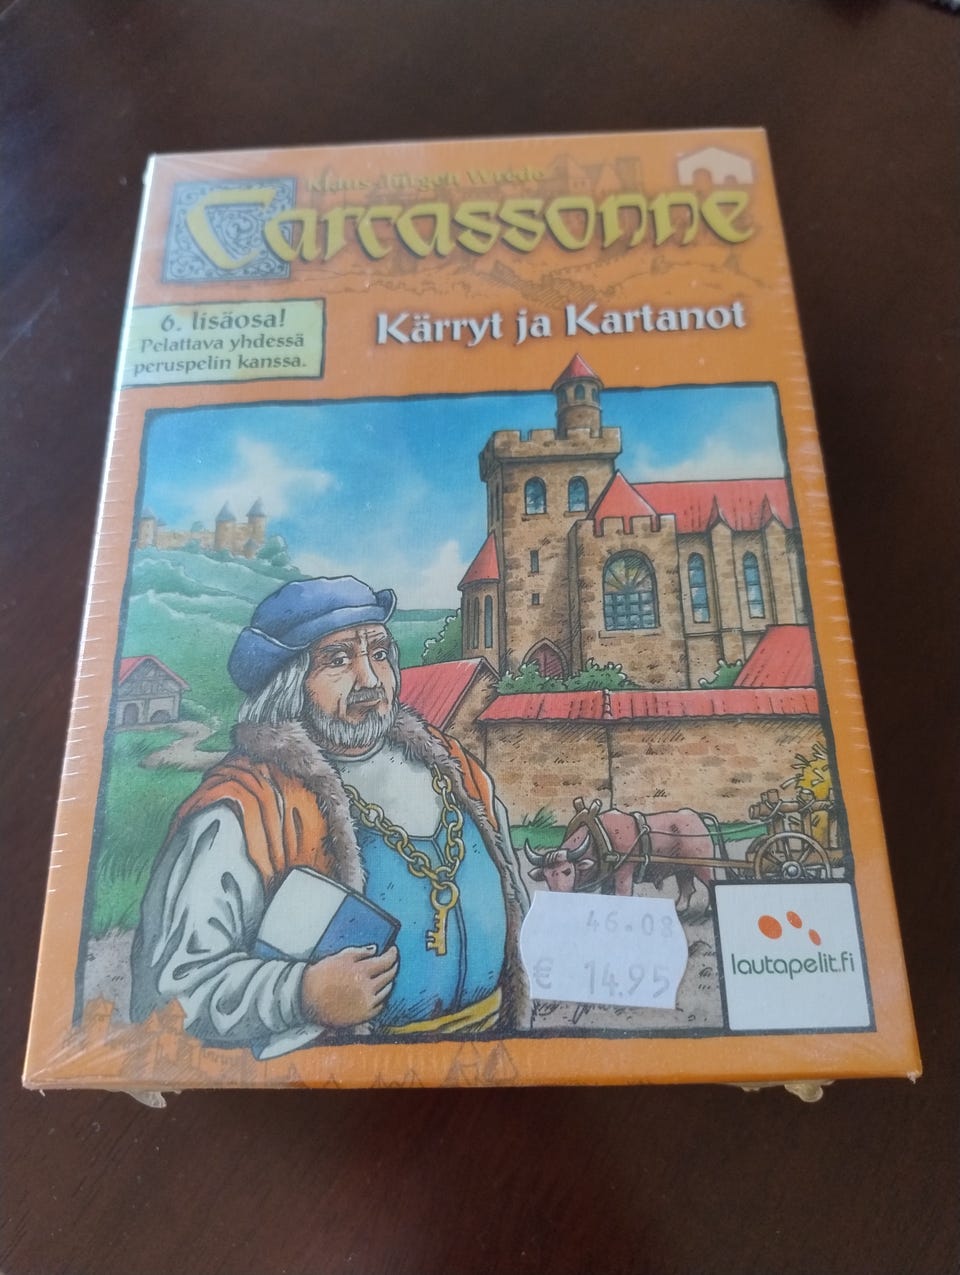 Klaus-Jürgen Wrede
Carcassonne
6. lisäosa!
Pelattava yhdessä
peruspelin kanssa.
Kärryt ja Kartanot
46.08
€ 14.95
lautapelit.fi